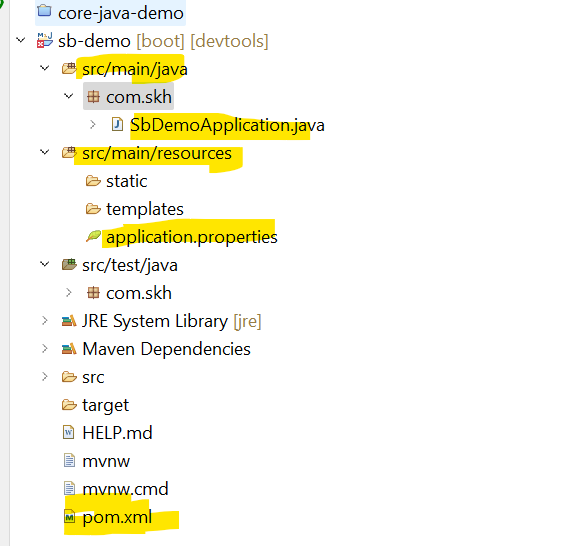 core-java-demo
sb-demo [boot] [devtools]
src/main/java
com.skh
SbDemoApplication.java
src/main/resources
static
templates
application.properties
src/test/java
com.skh
JRE System Library [jre]
Maven Dependencies
src
target
HELP.md
mvnw
mvnw.cmd
pom.xml